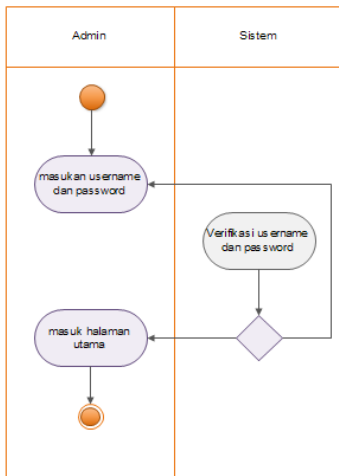 Admin
Sistem
masukan username
dan password
Verifikasi username
dan password
masuk halaman
utama